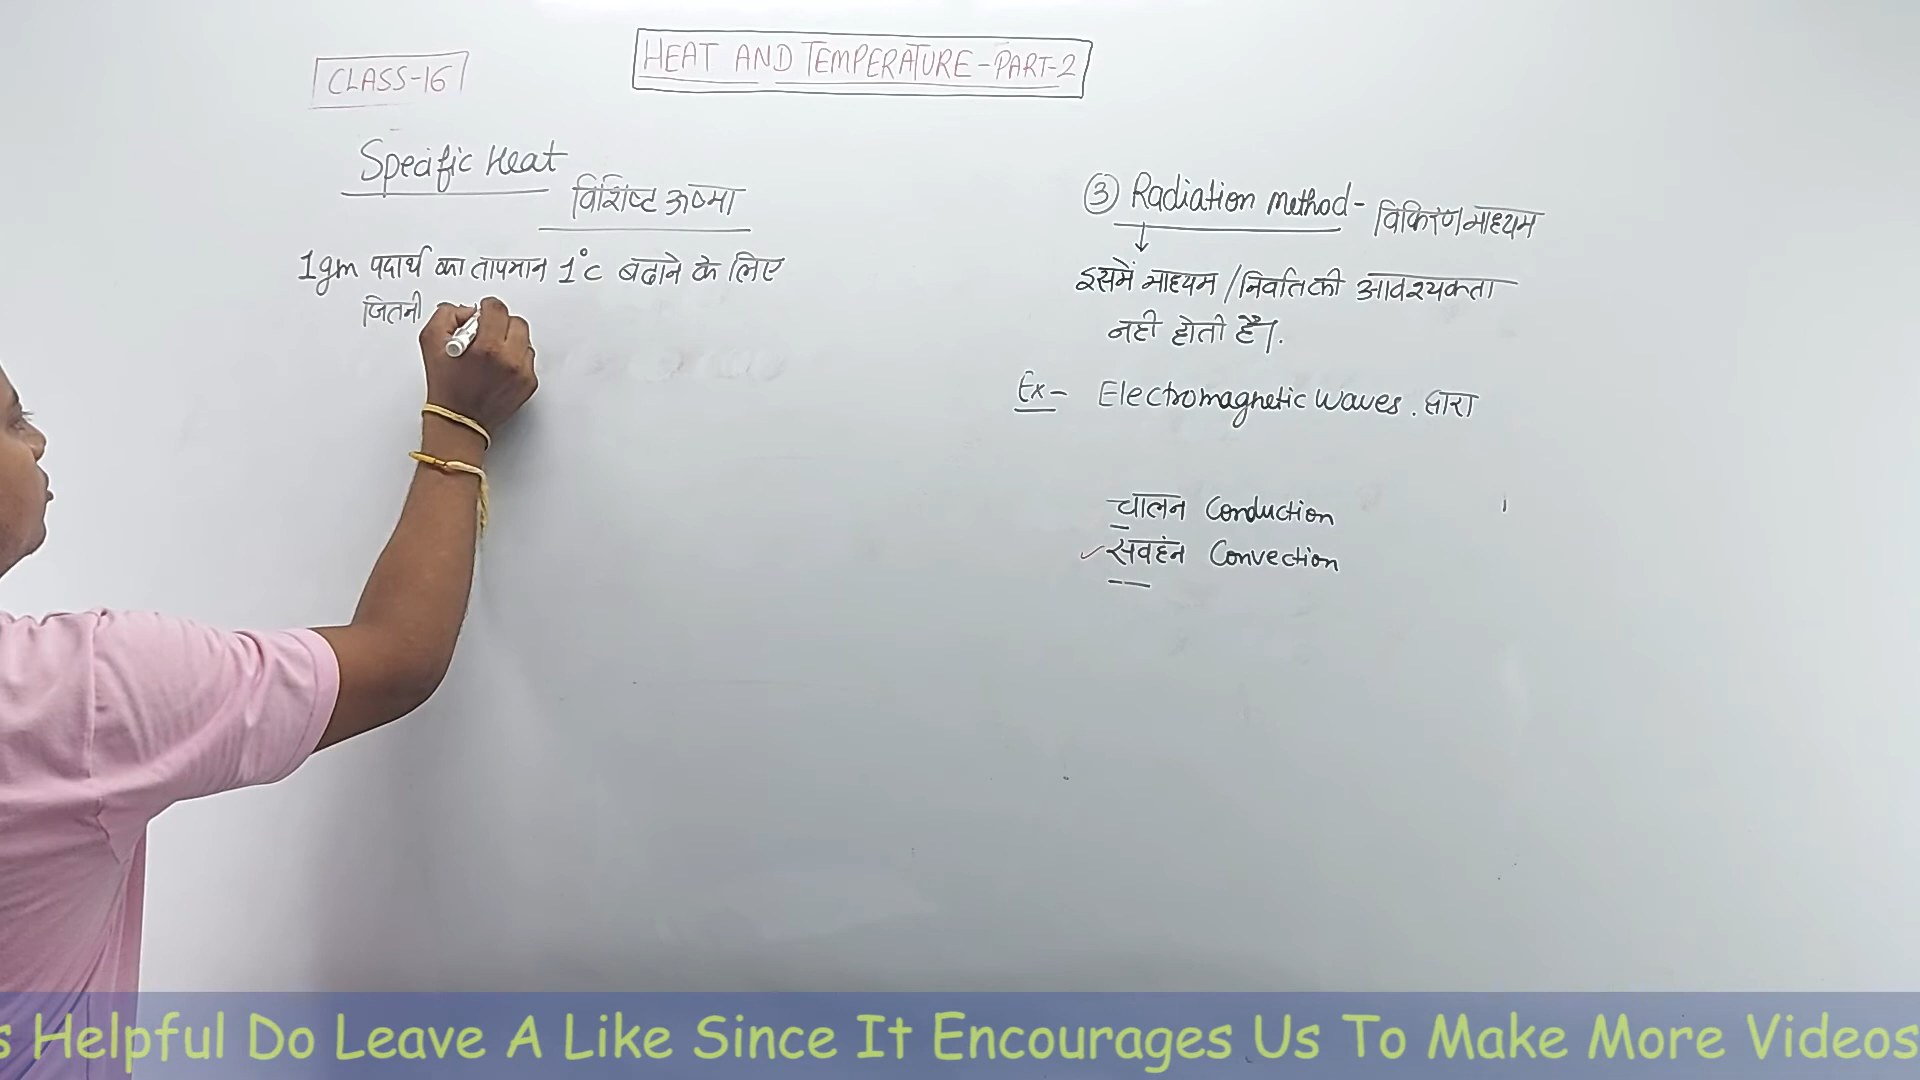 CLASS-16
HEAT AND TEMPERATURE - PART-2
Specific Heat
विशिष्ट ऊष्मा
1gm पदार्थ का तापमान 1°C बढाने के लिए
जितनी
③ Radiation method - विकिरण माध्यम
इसमें माध्यम / निर्वात की आवश्यकता
नही होती है।.
Ex- Electromagnetic Waves. द्वारा
चालन Conduction
सवहंन Convection
s Helpful Do Leave A Like Since It Encourages Us To Make More Videos